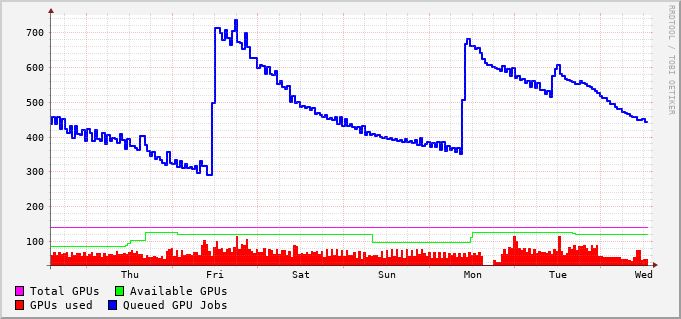 RRDTOOL / TOBI OETIKER
700
600
500
400
300
200
100
Thu Fri Sat Sun Mon Tue Wed
Total GPUs Available GPUs
GPUs used Queued GPU Jobs